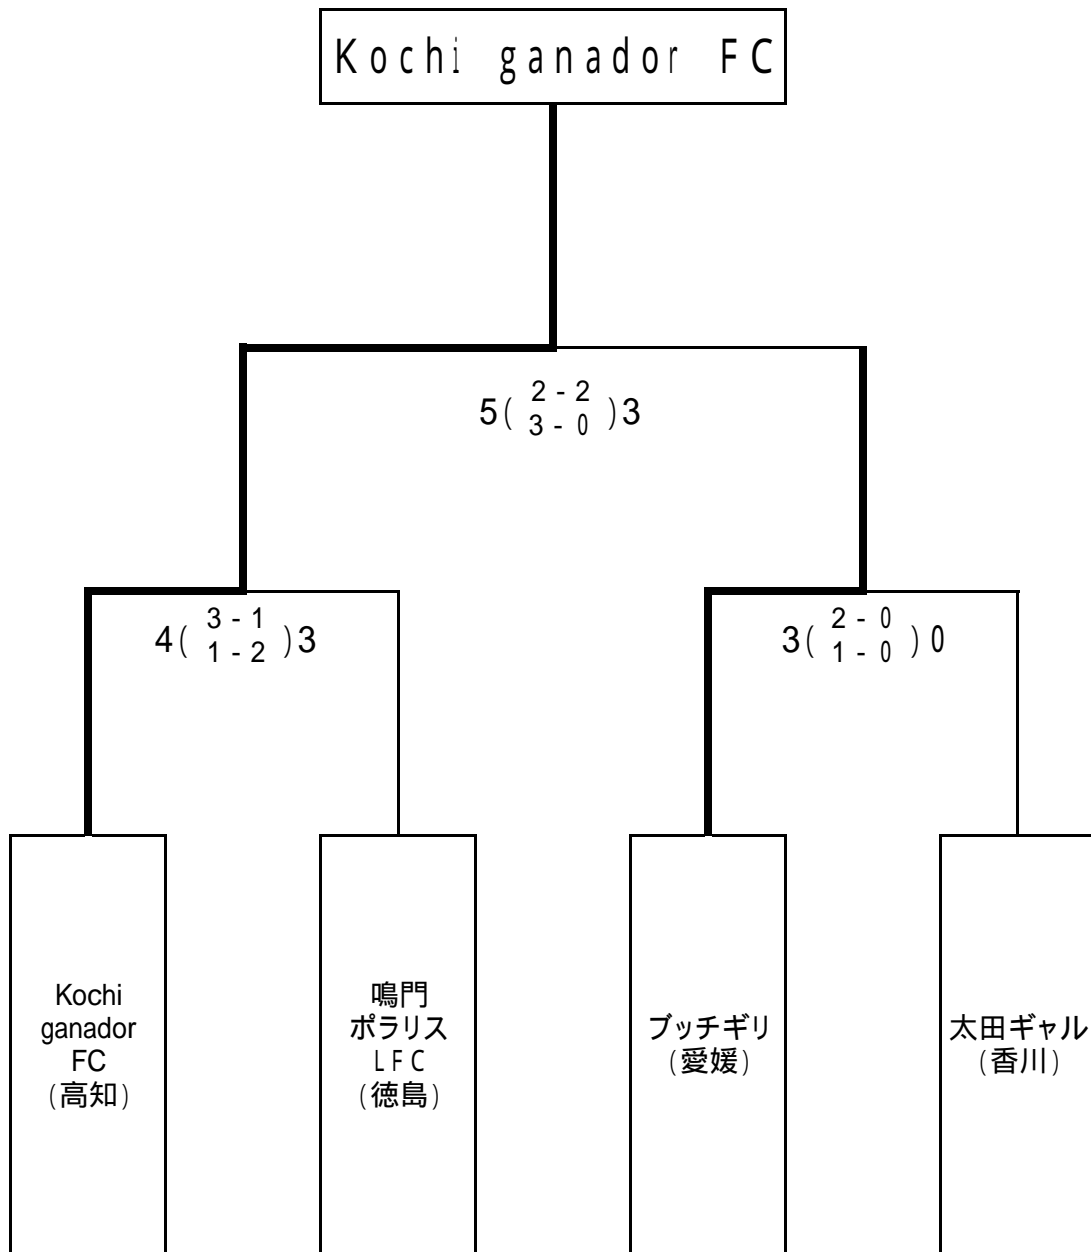 Kochi ganador FC
5( 2 - 2 )3
3 - 0
4( 3 - 1 )3
1 - 2
3( 2 - 0 )0
1 - 0
Kochi
ganador
FC
(高知)
鳴門
ポラリス
LFC
(徳島)
ブッチギリ
(愛媛)
太田ギャル
(香川)